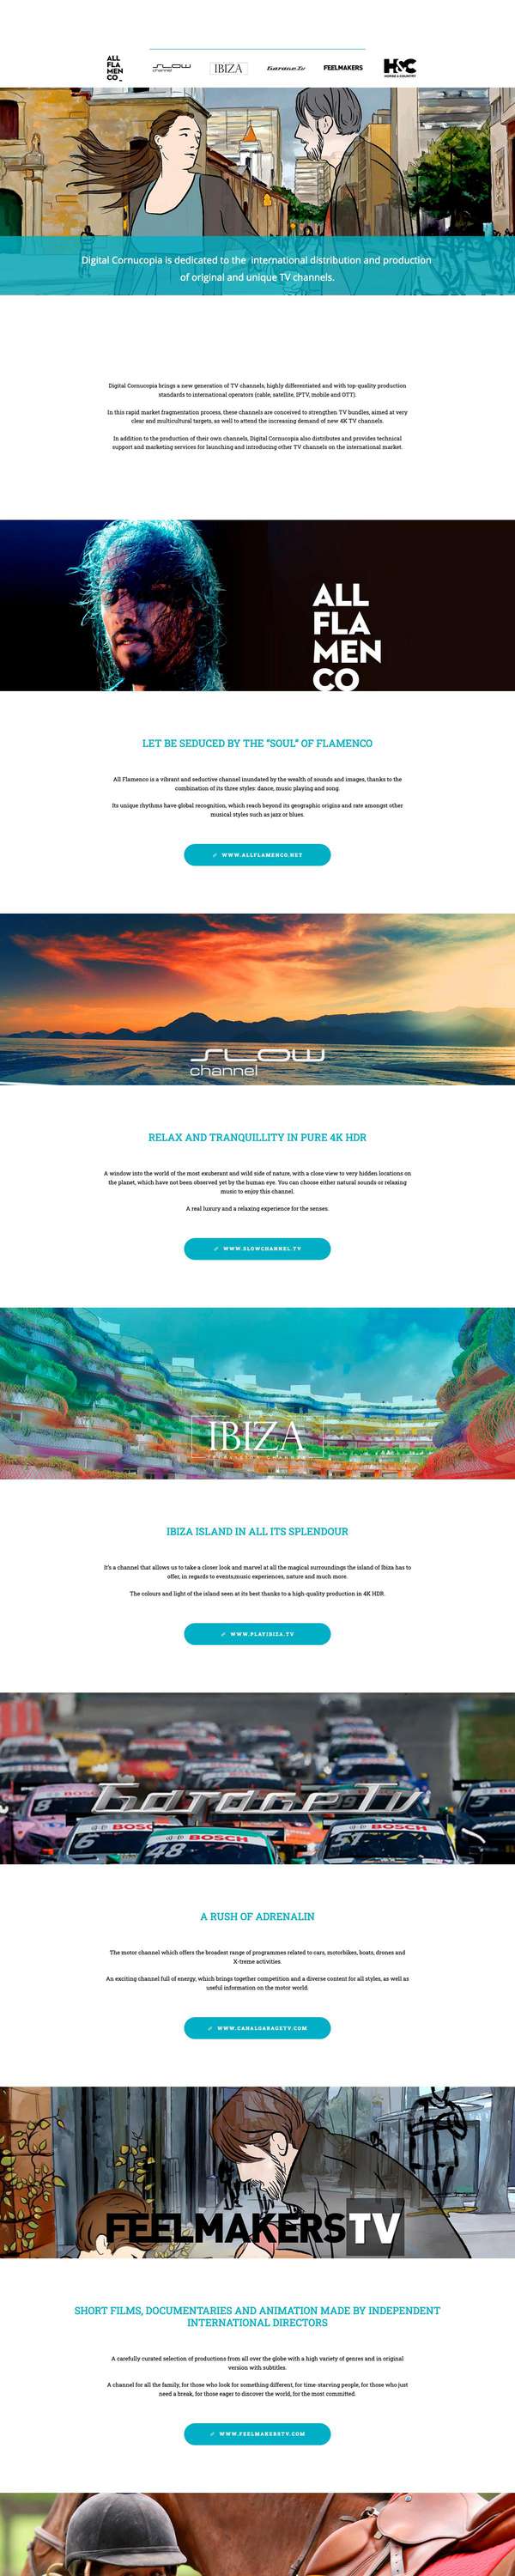 ALL
FLA
MEN
CO
SLOW
channel
IBIZA
Garage Tv
FEELMAKERS
H&C
HORSE & COUNTRY
Digital Cornucopia is dedicated to the international distribution and production
of original and unique TV channels.
Digital Cornucopia brings a new generation of TV channels, highly differentiated and with top-quality production
standards to international operators (cable, satellite, IPTV, mobile and OTT).
In this rapid market fragmentation process, these channels are conceived to strengthen TV bundles, aimed at very
clear and multicultural targets, as well to attend the increasing demand of new 4K TV channels.
In addition to the production of their own channels, Digital Cornucopia also distributes and provides technical
support and marketing services for launching and introducing other TV channels on the international market.
ALL
FLA
MEN
CO
LET BE SEDUCED BY THE "SOUL" OF FLAMENCO
All Flamenco is a vibrant and seductive channel inundated by the wealth of sounds and images, thanks to the
combination of its three styles: dance, music playing and song.
Its unique rhythms have global recognition, which reach beyond its geographic origins and rate amongst other
musical styles such as jazz or blues.
WWW.ALLFLAMENCO.NET
SLOW
channel
RELAX AND TRANQUILLITY IN PURE 4K HDR
A window into the world of the most exuberant and wild side of nature, with a close view to very hidden locations on
the planet, which have not been observed yet by the human eye. You can choose either natural sounds or relaxing
music to enjoy this channel.
A real luxury and a relaxing experience for the senses.
WWW.SLOWCHANNEL.TV
IBIZA
IBIZA ISLAND IN ALL ITS SPLENDOUR
It's a channel that allows us to take a closer look and marvel at all the magical surroundings the island of Ibiza has to
offer, in regards to events,music experiences, nature and much more.
The colours and light of the island seen at its best thanks to a high-quality production in 4K HDR.
WWW.PLAYIBIZA.TV
Garage Tv
BOSCH
BOSCH
BOSCH
48
A RUSH OF ADRENALIN
The motor channel which offers the broadest range of programmes related to cars, motorbikes, boats, drones and
X-treme activities.
An exciting channel full of energy, which brings together competition and a diverse content for all styles, as well as
useful information on the motor world.
WWW.CANALGARAGETV.COM
FEELMAKERSTV
SHORT FILMS, DOCUMENTARIES AND ANIMATION MADE BY INDEPENDENT
INTERNATIONAL DIRECTORS
A carefully curated selection of productions from all over the globe with a high variety of genres and in original
version with subtitles.
A channel for all the family, for those who look for something different, for time-starving people, for those who just
need a break, for those eager to discover the world, for the most committed.
WWW.FEELMAKERSTV.COM